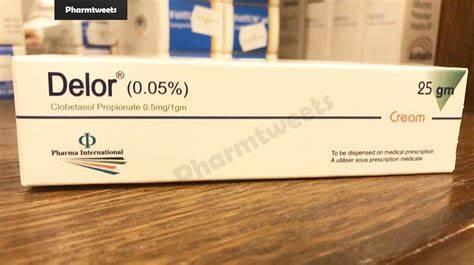 Pharmtweets
Delor® (0.05%)
Clobetasol Propionate 0.5mg/1gm
25 gm
Cream
Pharma International
To be dispensed on medical prescription
A utiliser sous prescription médicale
Pharmtweets